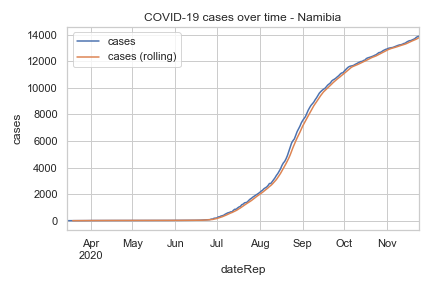 COVID-19 cases over time - Namibia
cases
cases (rolling)
14000
12000
10000
8000
6000
4000
2000
0
cases
Apr May Jun Jul Aug Sep Oct Nov
2020
dateRep